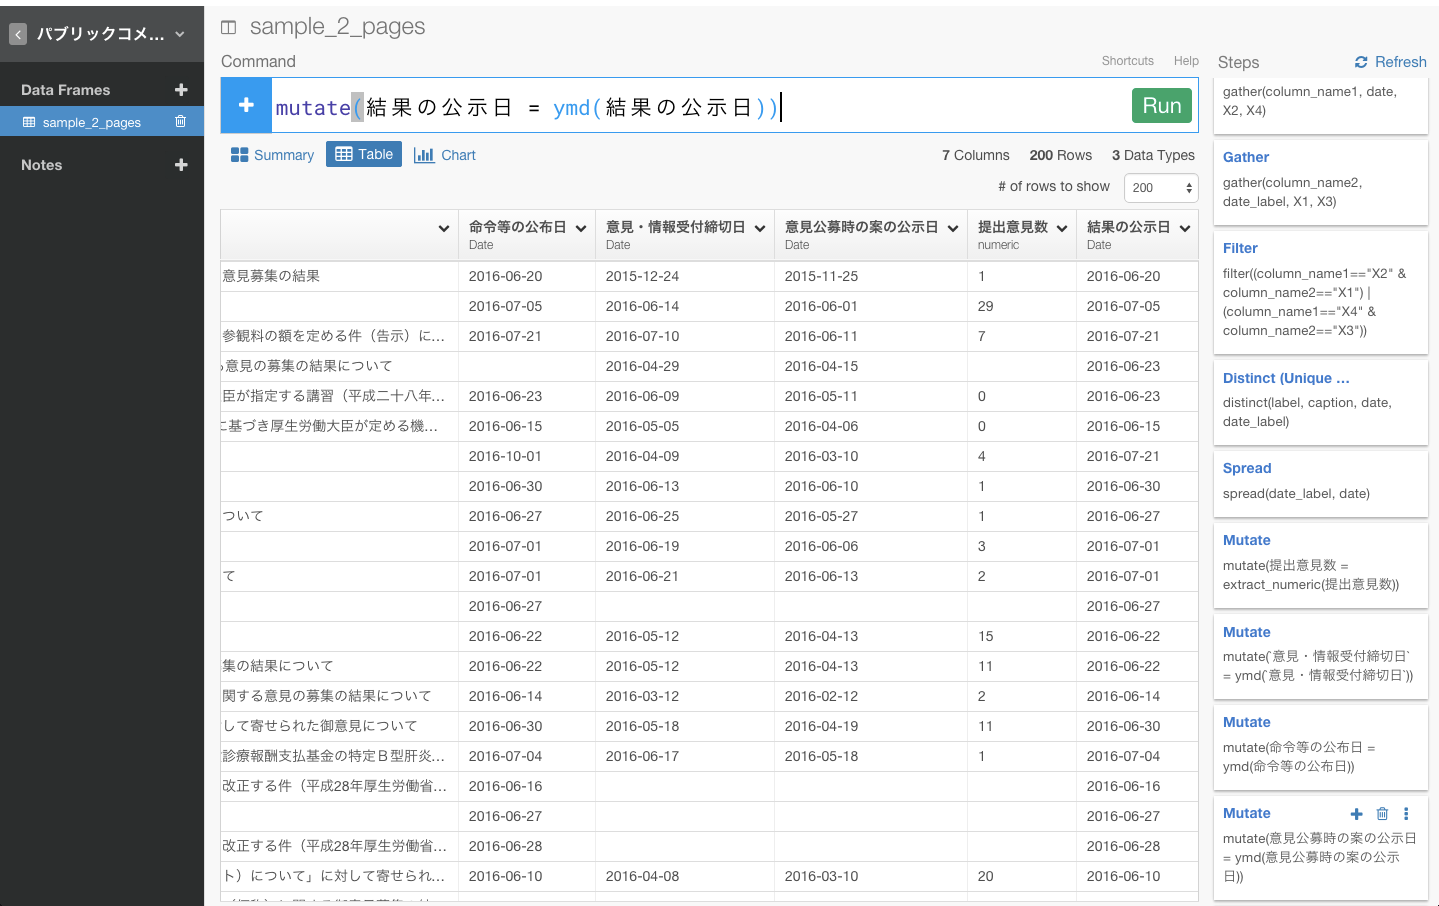 パブリックコメ...
sample_2_pages
Command
Shortcuts
Help
Steps
Refresh
Data Frames
sample_2_pages
Notes
mutate(結果の公示日 = ymd(結果の公示日))
Run
Summary
Table
Chart
7 Columns
200 Rows
3 Data Types
# of rows to show
200
命令等の公布日 意見・情報受付締切日 意見公募時の案の公示日 提出意見数 結果の公示日
Date Date Date numeric Date
意見募集の結果 2016-06-20 2015-12-24 2015-11-25 1 2016-06-20
2016-07-05 2016-06-14 2016-06-01 29 2016-07-05
参観料の額を定める件（告示）に... 2016-07-21 2016-07-10 2016-06-11 7 2016-07-21
意見の募集の結果について 2016-04-29 2016-04-15 2016-06-23
臣が指定する講習（平成二十八年... 2016-06-23 2016-06-09 2016-05-11 0 2016-06-23
に基づき厚生労働大臣が定める機... 2016-06-15 2016-05-05 2016-04-06 0 2016-06-15
2016-10-01 2016-04-09 2016-03-10 4 2016-07-21
2016-06-30 2016-06-13 2016-06-10 1 2016-06-30
ついて 2016-06-27 2016-06-25 2016-05-27 1 2016-06-27
2016-07-01 2016-06-19 2016-06-06 3 2016-07-01
て 2016-07-01 2016-06-21 2016-06-13 2 2016-07-01
2016-06-27 2016-06-27
2016-06-22 2016-05-12 2016-04-13 15 2016-06-22
集の結果について 2016-06-22 2016-05-12 2016-04-13 11 2016-06-22
関する意見の募集の結果について 2016-06-14 2016-03-12 2016-02-12 2 2016-06-14
して寄せられた御意見について 2016-06-30 2016-05-18 2016-04-19 11 2016-06-30
診療報酬支払基金の特定Ｂ型肝炎... 2016-07-04 2016-06-17 2016-05-18 1 2016-07-04
改正する件（平成28年厚生労働省... 2016-06-16 2016-06-16
2016-06-27 2016-06-27
改正する件（平成28年厚生労働省... 2016-06-28 2016-06-28
ト）について」に対して寄せられ... 2016-06-10 2016-04-08 2016-03-10 20 2016-06-10
gather(column_name1, date,
X2, X4)
Gather
gather(column_name2,
date_label, X1, X3)
Filter
filter((column_name1=="X2" &
column_name2=="X1") |
(column_name1=="X4" &
column_name2=="X3"))
Distinct (Unique ...
distinct(label, caption, date,
date_label)
Spread
spread(date_label, date)
Mutate
mutate(提出意見数 =
extract_numeric(提出意見数))
Mutate
mutate(`意見・情報受付締切日`
= ymd(`意見・情報受付締切日`))
Mutate
mutate(命令等の公布日 =
ymd(命令等の公布日))
Mutate
mutate(意見公募時の案の公示日
= ymd(意見公募時の案の公示
日))